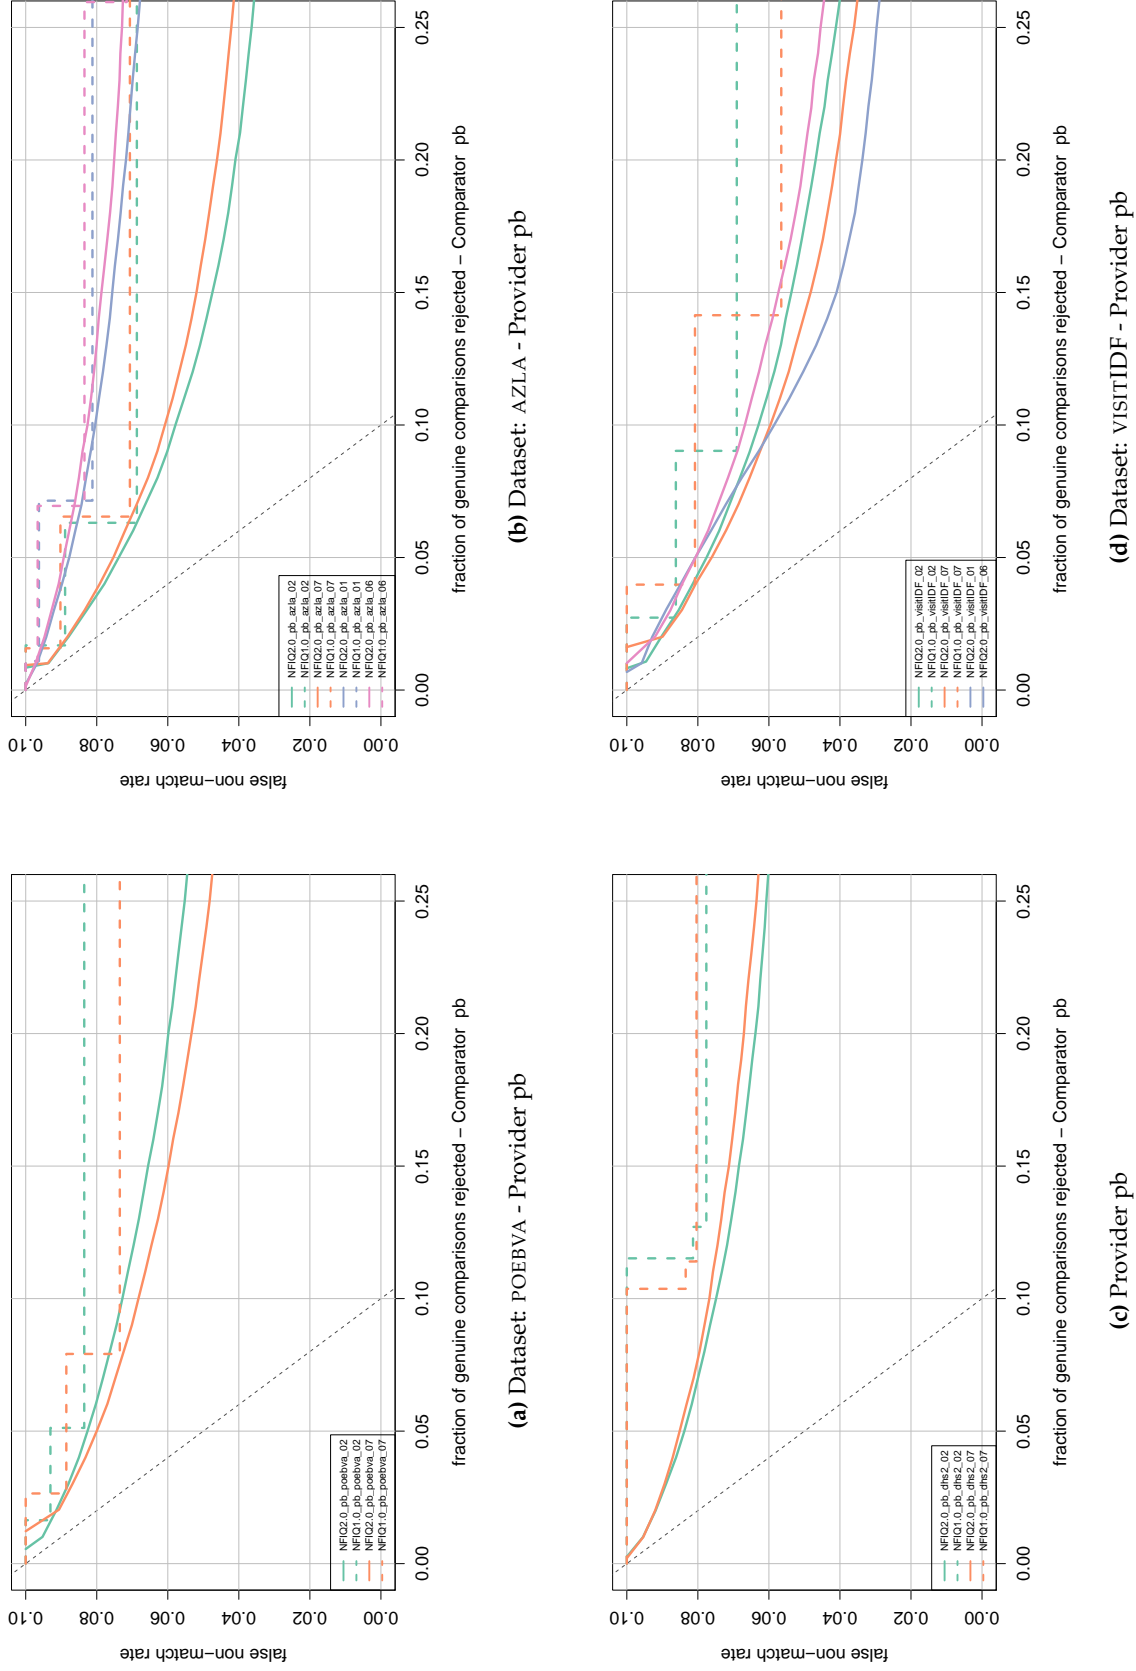 false non−match rate
0.10
0.08
0.06
0.04
0.02
0.00
NFIQ2.0_pb_poebva_02
NFIQ1.0_pb_poebva_02
NFIQ2.0_pb_poebva_07
NFIQ1.0_pb_poebva_07
0.00 0.05 0.10 0.15 0.20 0.25
fraction of genuine comparisons rejected − Comparator pb
(a) Dataset: POEBVA - Provider pb
false non−match rate
0.10
0.08
0.06
0.04
0.02
0.00
NFIQ2.0_pb_azla_02
NFIQ1.0_pb_azla_02
NFIQ2.0_pb_azla_07
NFIQ1.0_pb_azla_07
NFIQ2.0_pb_azla_01
NFIQ1.0_pb_azla_01
NFIQ2.0_pb_azla_06
NFIQ1.0_pb_azla_06
0.00 0.05 0.10 0.15 0.20 0.25
fraction of genuine comparisons rejected − Comparator pb
(b) Dataset: AZLA - Provider pb
false non−match rate
0.10
0.08
0.06
0.04
0.02
0.00
NFIQ2.0_pb_dhs2_02
NFIQ1.0_pb_dhs2_02
NFIQ2.0_pb_dhs2_07
NFIQ1.0_pb_dhs2_07
0.00 0.05 0.10 0.15 0.20 0.25
fraction of genuine comparisons rejected − Comparator pb
(c) Provider pb
false non−match rate
0.10
0.08
0.06
0.04
0.02
0.00
NFIQ2.0_pb_visitIDF_02
NFIQ1.0_pb_visitIDF_02
NFIQ2.0_pb_visitIDF_07
NFIQ1.0_pb_visitIDF_07
NFIQ2.0_pb_visitIDF_01
NFIQ2.0_pb_visitIDF_06
0.00 0.05 0.10 0.15 0.20 0.25
fraction of genuine comparisons rejected − Comparator pb
(d) Dataset: VISITIDF - Provider pb